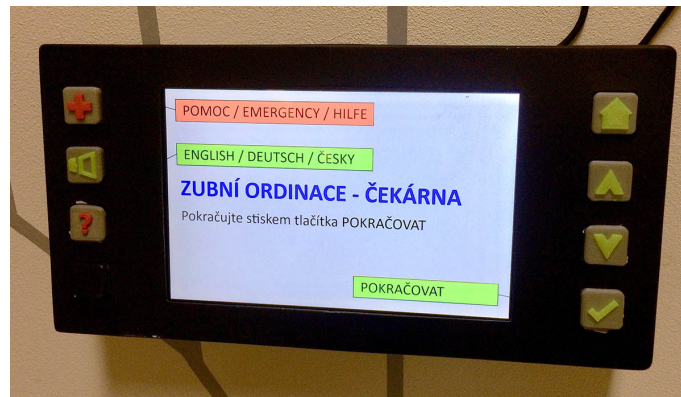 POMOC / EMERGENCY / HILFE
ENGLISH / DEUTSCH / ČESKY
ZUBNÍ ORDINACE - ČEKÁRNA
Pokračujte stiskem tlačítka POKRAČOVAT
POKRAČOVAT
?